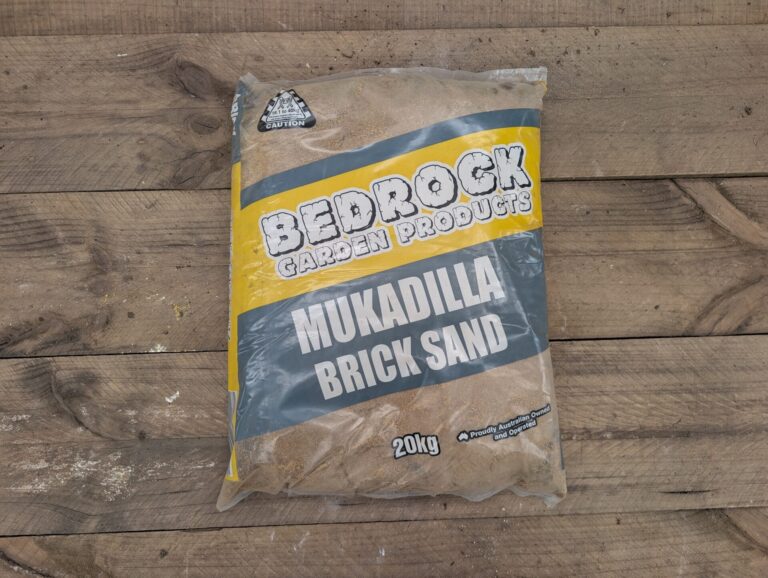 CAUTION
BEDROCK
GARDEN PRODUCTS
MUKADILLA
BRICK SAND
20kg
Proudly Australian Owned
and Operated